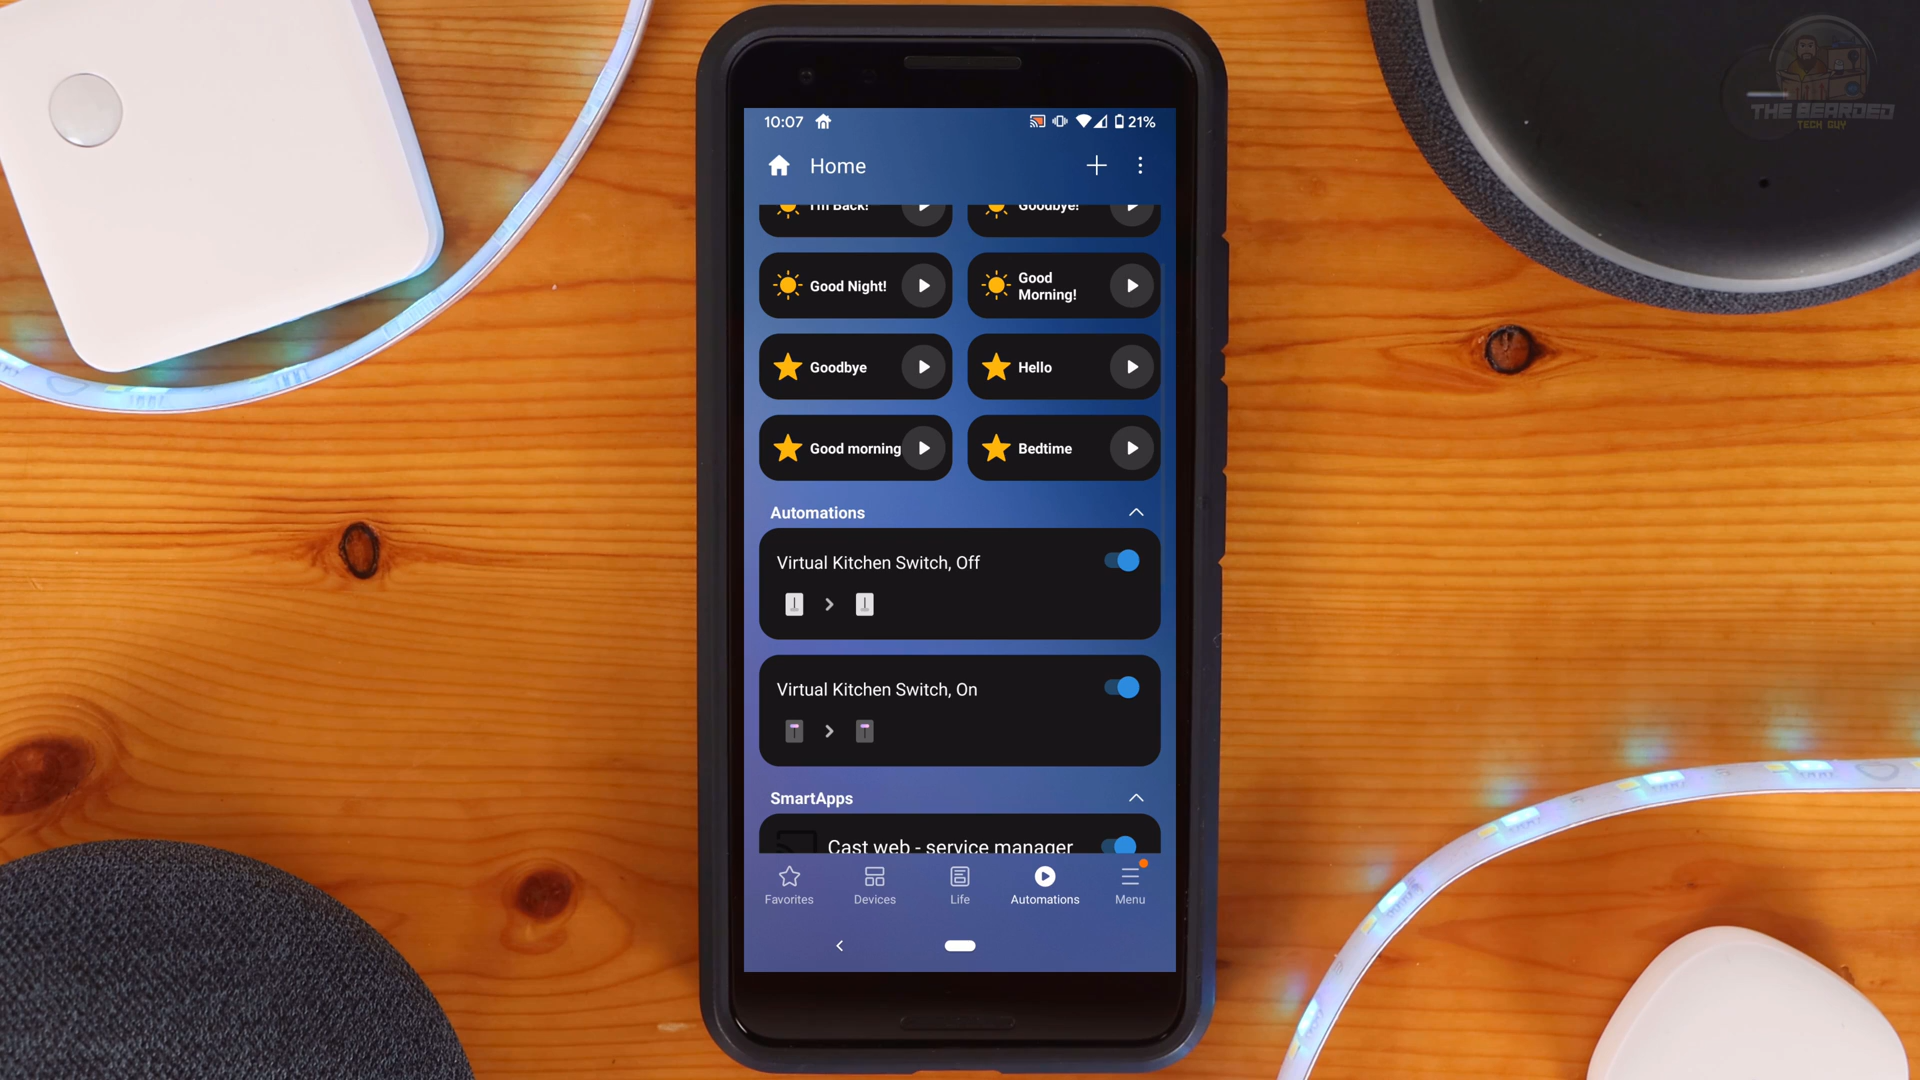 THE BEARDED
TECH GUY
10:07
21%
Home
I'm Back!
Goodbye!
Good Night!
Good
Morning!
Goodbye
Hello
Good morning
Bedtime
Automations
Virtual Kitchen Switch, Off
Virtual Kitchen Switch, On
SmartApps
Cast web - service manager
Favorites
Devices
Life
Automations
Menu